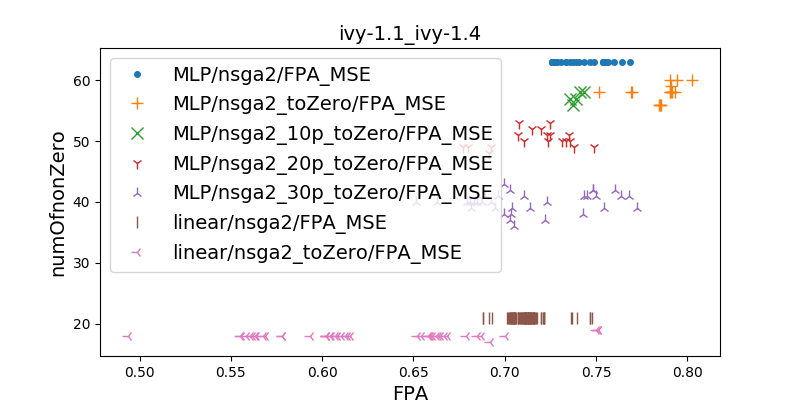 ivy-1.1_ivy-1.4
MLP/nsga2/FPA_MSE
MLP/nsga2_toZero/FPA_MSE
MLP/nsga2_10p_toZero/FPA_MSE
MLP/nsga2_20p_toZero/FPA_MSE
MLP/nsga2_30p_toZero/FPA_MSE
linear/nsga2/FPA_MSE
linear/nsga2_toZero/FPA_MSE
numOfnonZero
60
50
40
30
20
0.50 0.55 0.60 0.65 0.70 0.75 0.80
FPA